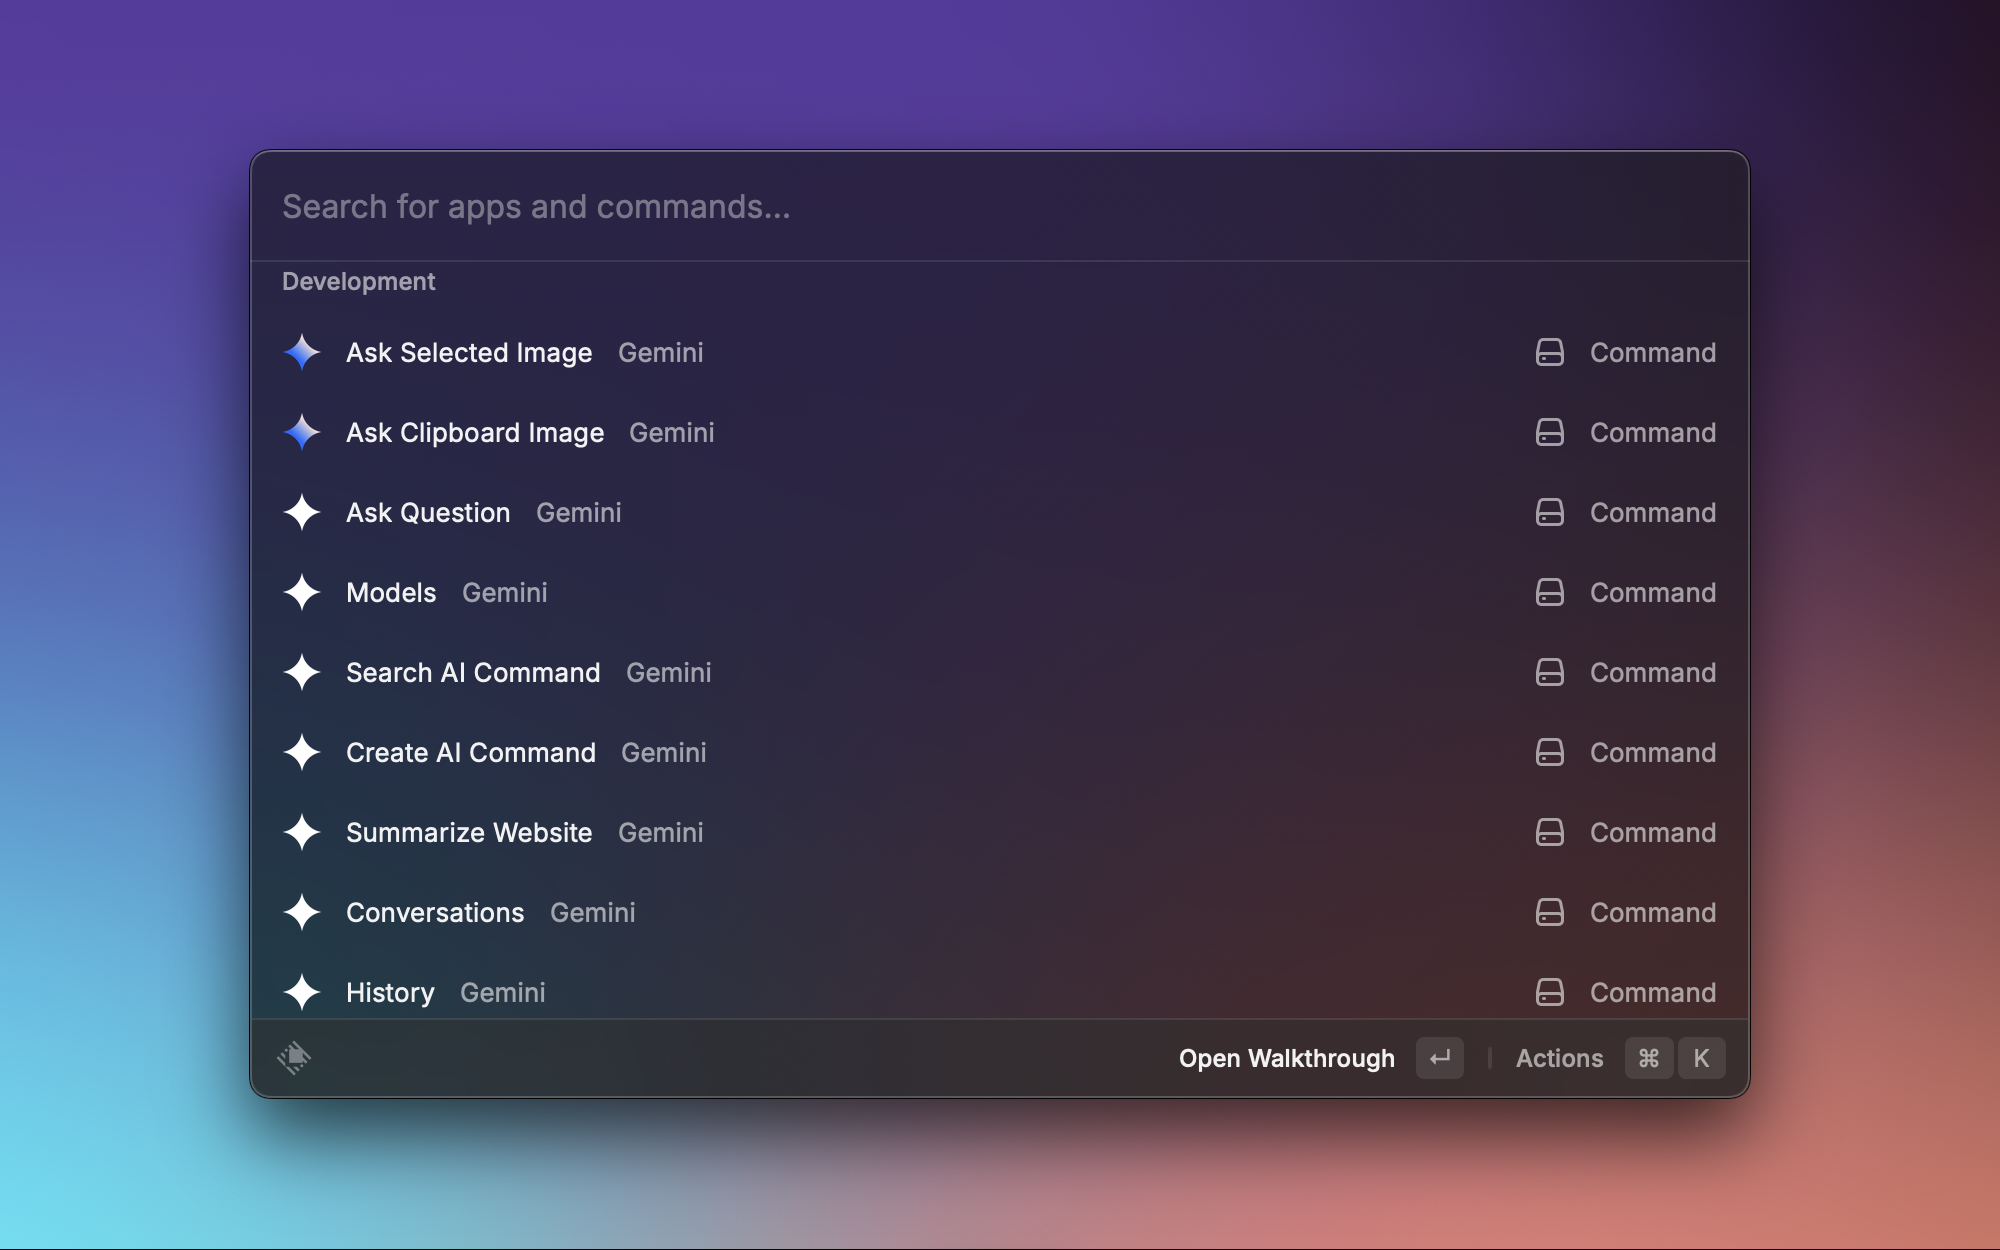 Search for apps and commands...
Development
Ask Selected Image Gemini Command
Ask Clipboard Image Gemini Command
Ask Question Gemini Command
Models Gemini Command
Search AI Command Gemini Command
Create AI Command Gemini Command
Summarize Website Gemini Command
Conversations Gemini Command
History Gemini Command
Open Walkthrough ↵ Actions ⌘ K